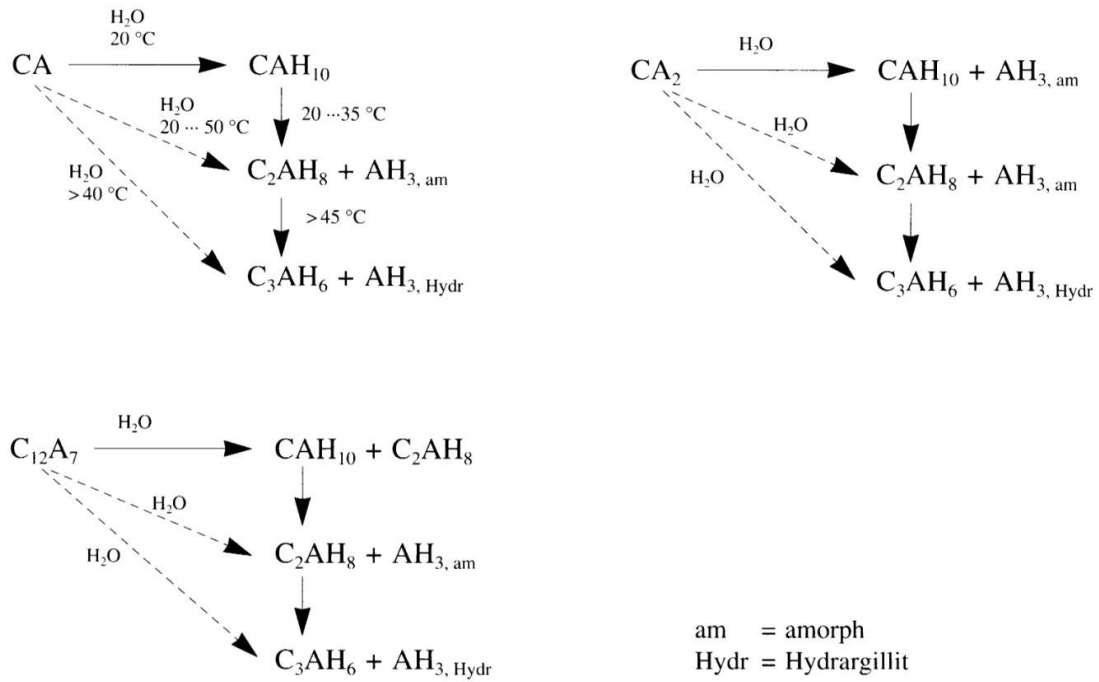 H₂O
20 °C
CA
CAH₁₀
H₂O
20 ··· 50 °C
20 ···35 °C
H₂O
> 40 °C
C₂AH₈ + AH₃, am
> 45 °C
C₃AH₆ + AH₃, Hydr
H₂O
CA₂
CAH₁₀ + AH₃, am
H₂O
H₂O
C₂AH₈ + AH₃, am
C₃AH₆ + AH₃, Hydr
H₂O
C₁₂A₇
CAH₁₀ + C₂AH₈
H₂O
H₂O
C₂AH₈ + AH₃, am
C₃AH₆ + AH₃, Hydr
am = amorph
Hydr = Hydrargillit